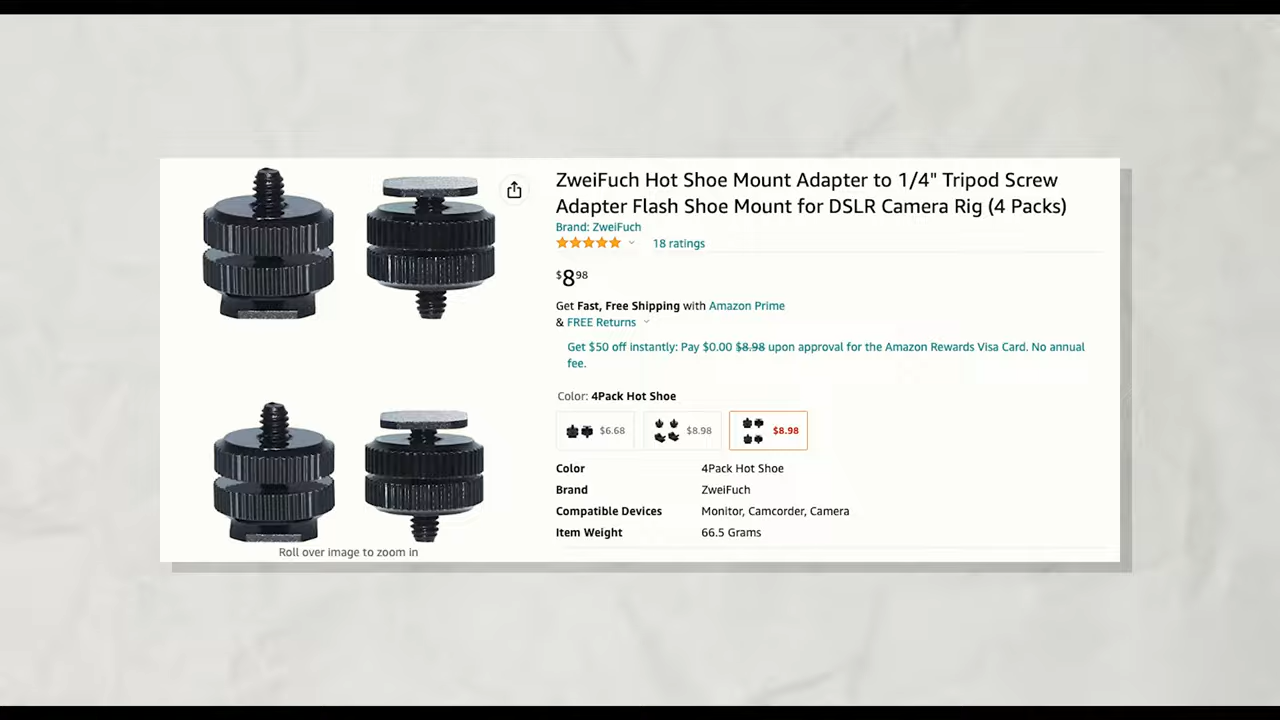 ZweiFuch Hot Shoe Mount Adapter to 1/4" Tripod Screw
Adapter Flash Shoe Mount for DSLR Camera Rig (4 Packs)
Brand: ZweiFuch
18 ratings
$8.98
Get Fast, Free Shipping with Amazon Prime
& FREE Returns
Get $50 off instantly: Pay $0.00 $8.98 upon approval for the Amazon Rewards Visa Card. No annual
fee.
Color: 4Pack Hot Shoe
$6.68 $8.98 $8.98
Color 4Pack Hot Shoe
Brand ZweiFuch
Compatible Devices Monitor, Camcorder, Camera
Item Weight 66.5 Grams
Roll over image to zoom in